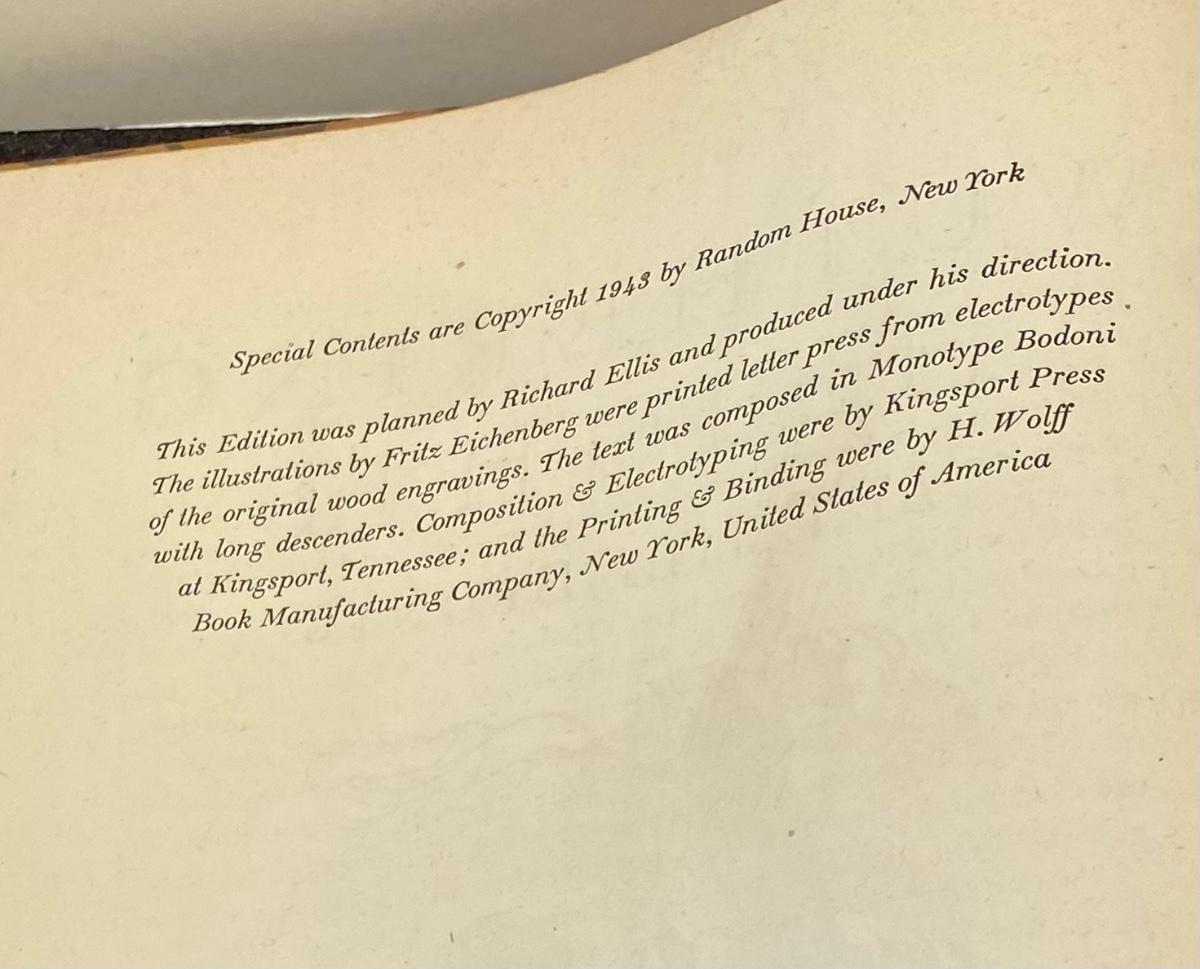 Special Contents are Copyright 1943 by Random House, New York
This Edition was planned by Richard Ellis and produced under his direction.
The illustrations by Fritz Eichenberg were printed letter press from electrotypes
of the original wood engravings. The text was composed in Monotype Bodoni
with long descenders. Composition & Electrotyping were by Kingsport Press
at Kingsport, Tennessee; and the Printing & Binding were by H. Wolff
Book Manufacturing Company, New York, United States of America